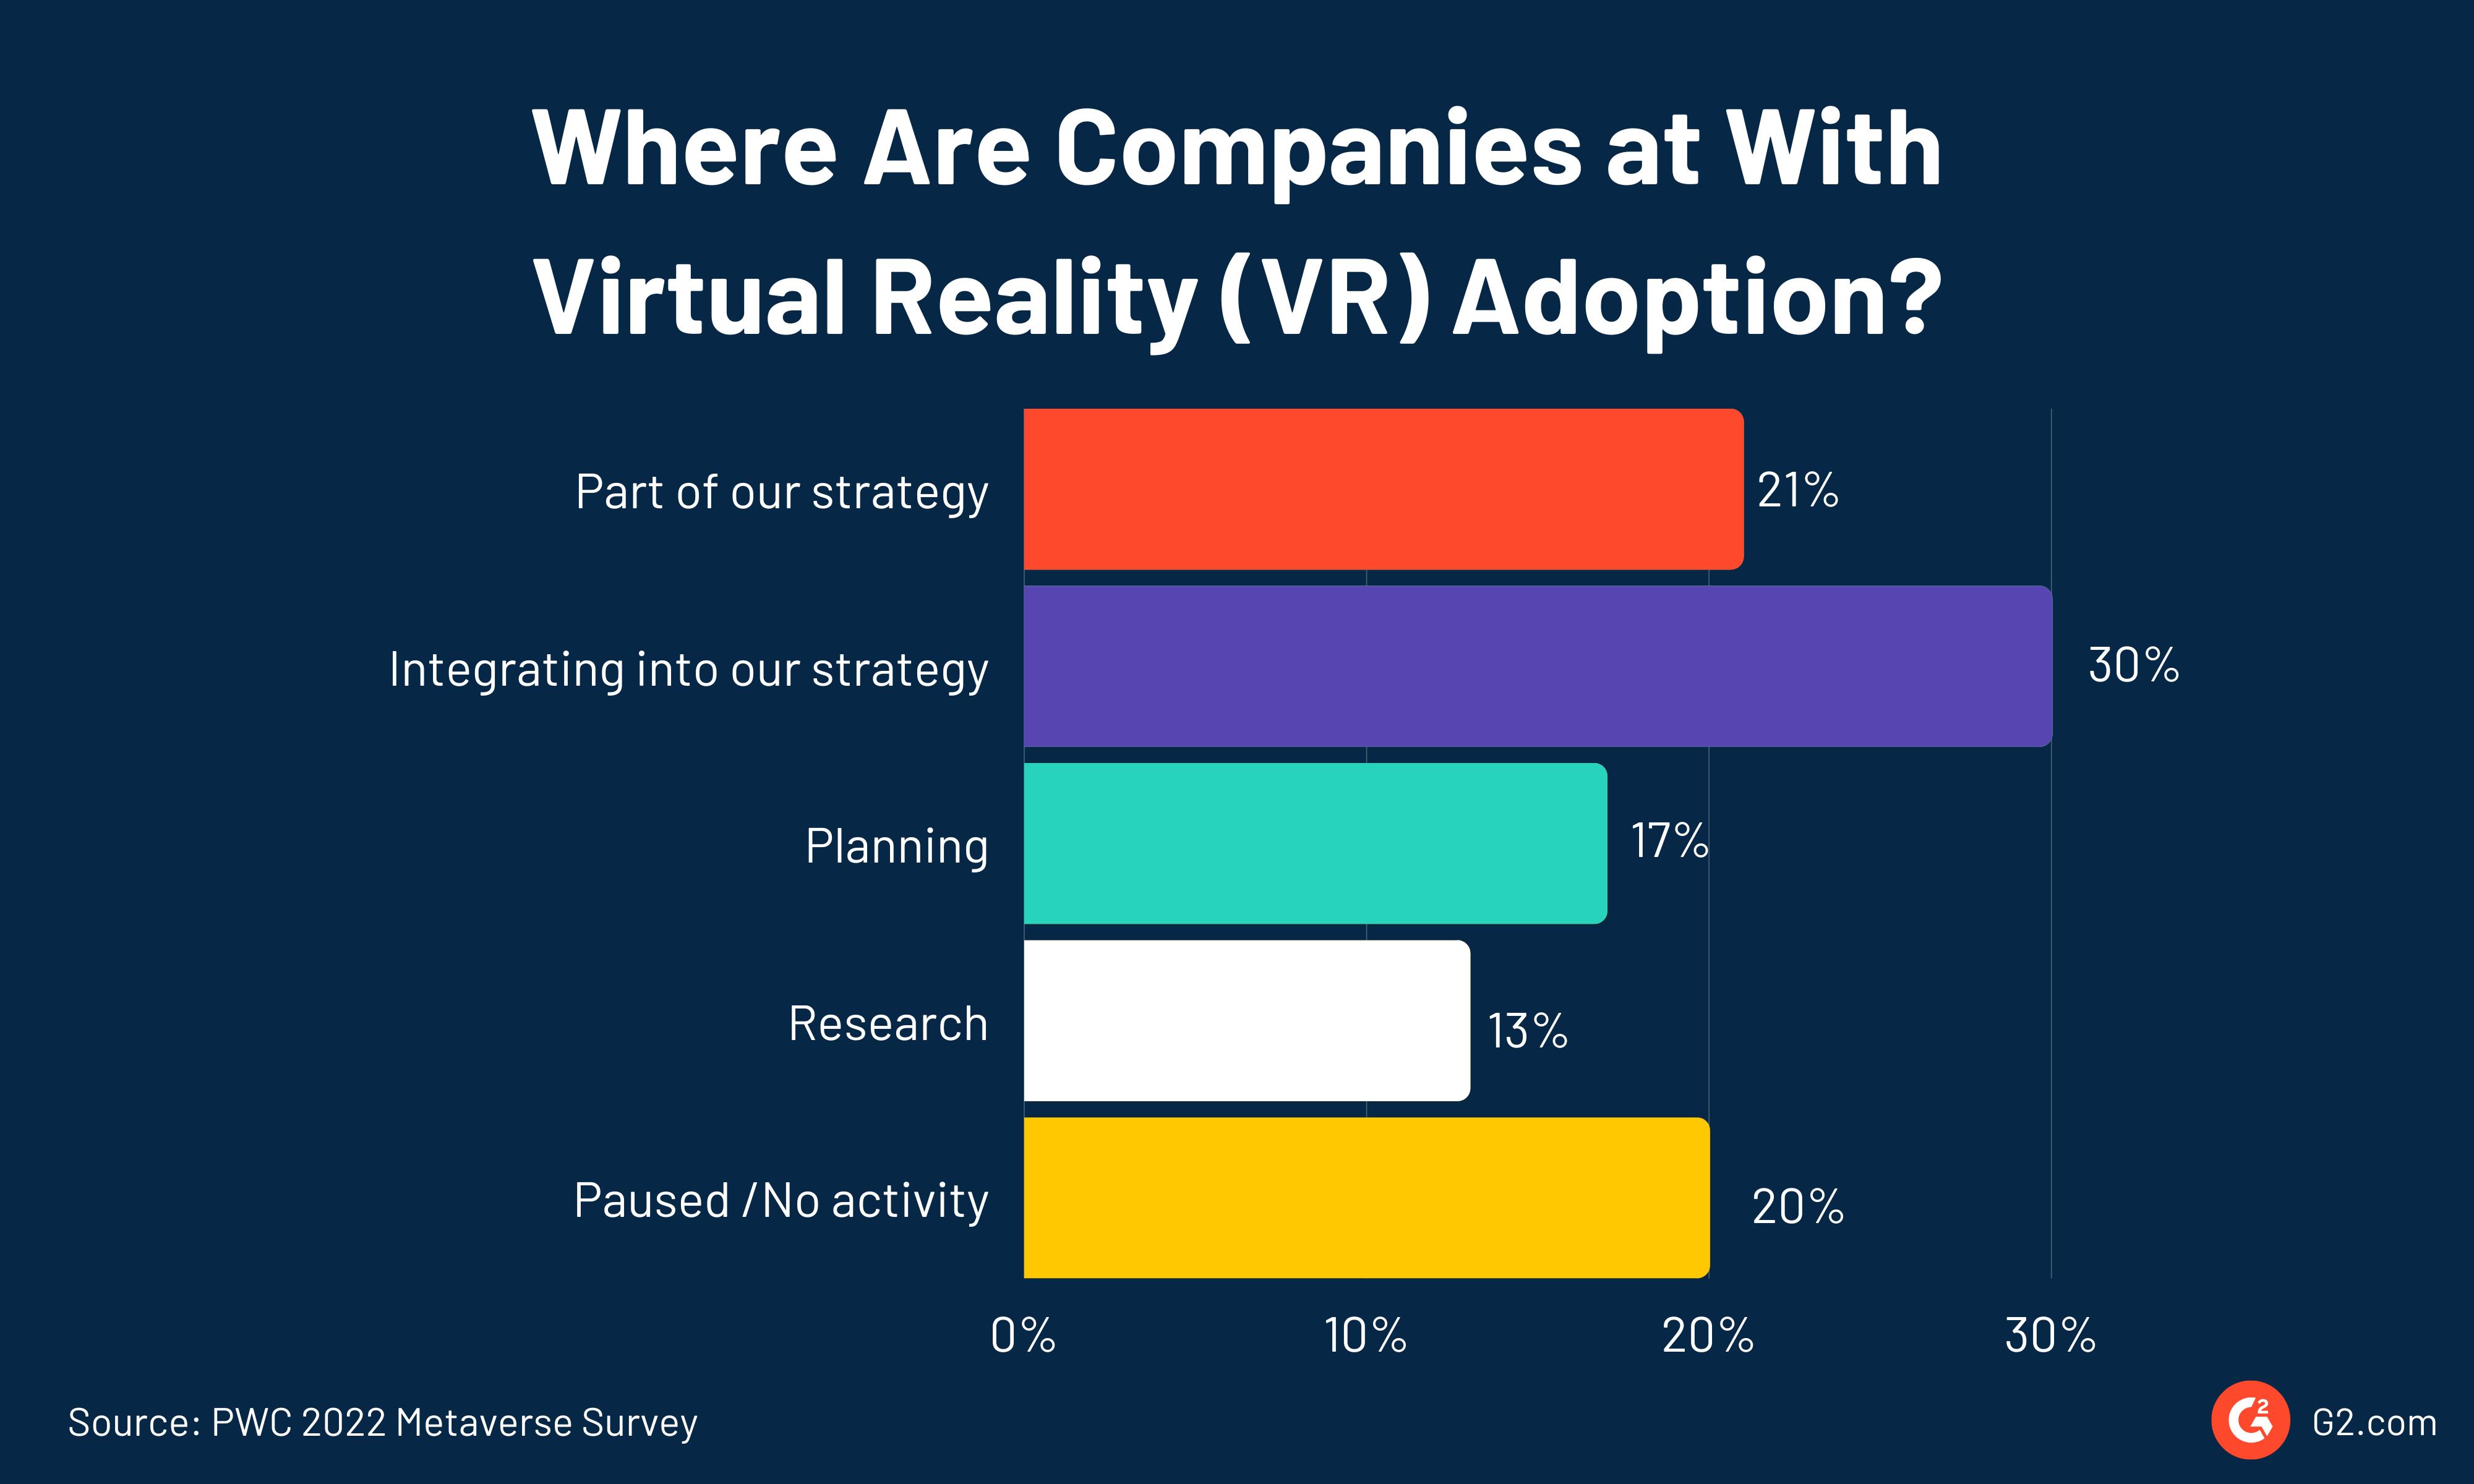 Where Are Companies at With
Virtual Reality (VR) Adoption?
Part of our strategy
21%
Integrating into our strategy
30%
Planning
17%
Research
13%
Paused /No activity
20%
0%
10%
20%
30%
Source: PWC 2022 Metaverse Survey
G2
G2.com